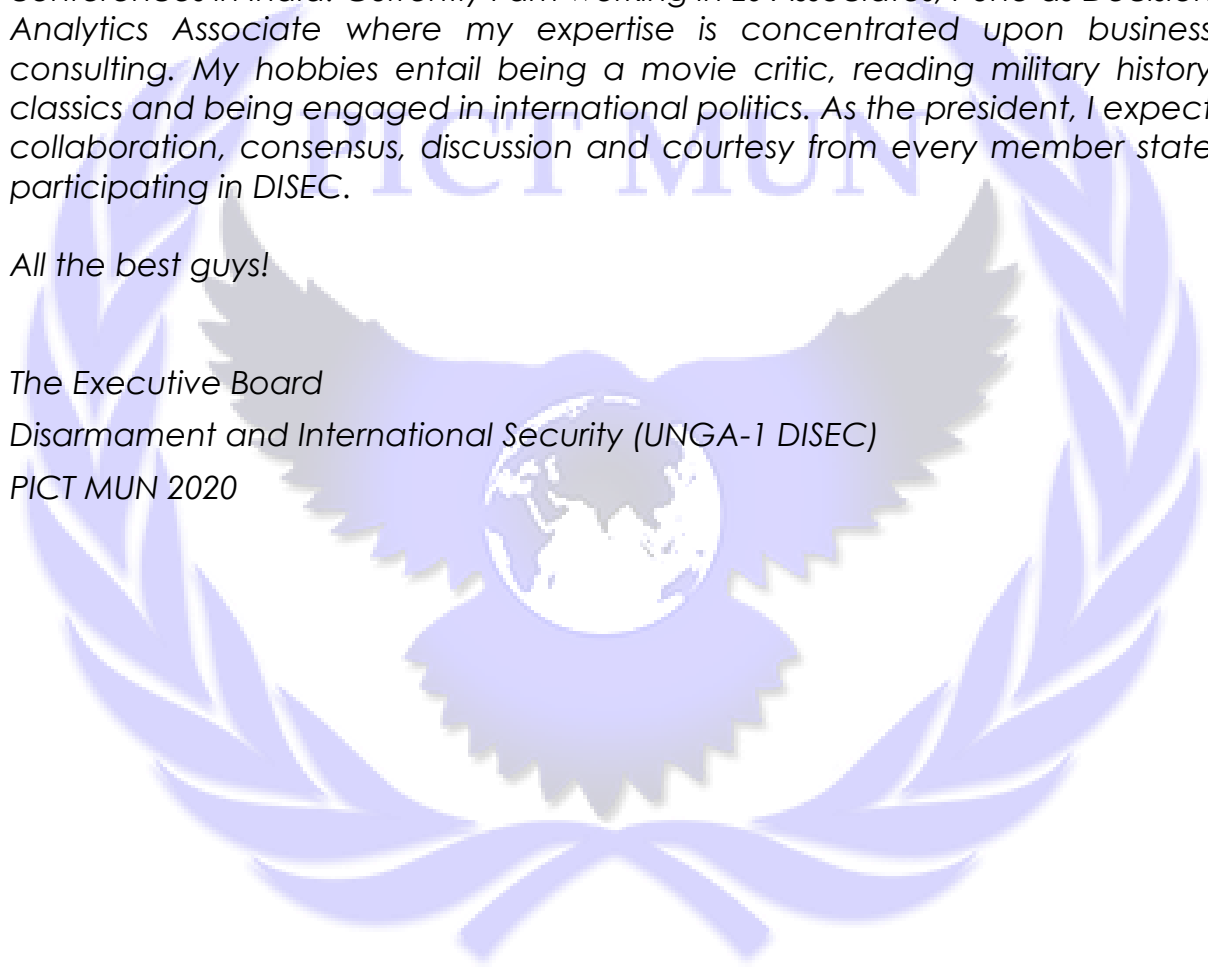 conferences in India. Currently I am working in ZS Associates, Pune as Decision
Analytics Associate where my expertise is concentrated upon business
consulting. My hobbies entail being a movie critic, reading military history
classics and being engaged in international politics. As the president, I expect
collaboration, consensus, discussion and courtesy from every member state
participating in DISEC.
PICT MUN
All the best guys!
The Executive Board
Disarmament and International Security (UNGA-1 DISEC)
PICT MUN 2020